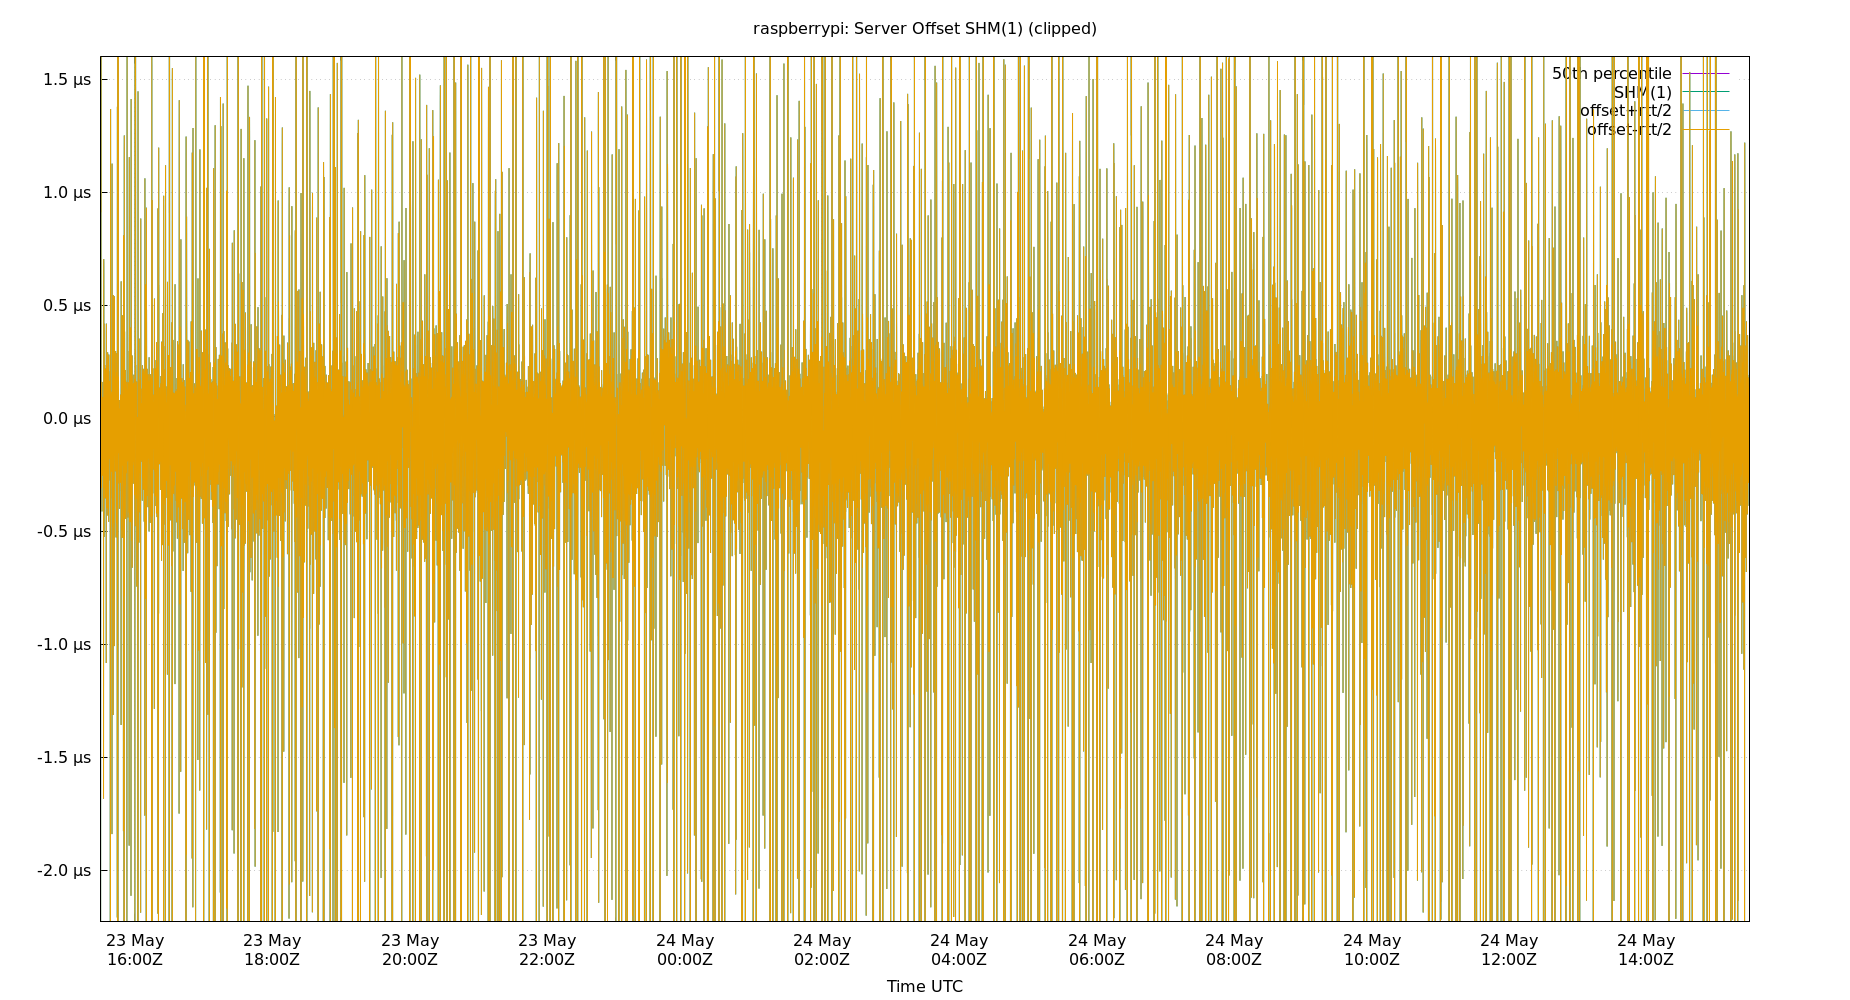 raspberrypi: Server Offset SHM(1) (clipped)
1.5 µs
1.0 µs
0.5 µs
0.0 µs
-0.5 µs
-1.0 µs
-1.5 µs
-2.0 µs
50th percentile
SHM(1)
offset+rtt/2
offset-rtt/2
23 May 23 May 23 May 23 May 24 May 24 May 24 May 24 May 24 May 24 May 24 May 24 May
16:00Z 18:00Z 20:00Z 22:00Z 00:00Z 02:00Z 04:00Z 06:00Z 08:00Z 10:00Z 12:00Z 14:00Z
Time UTC